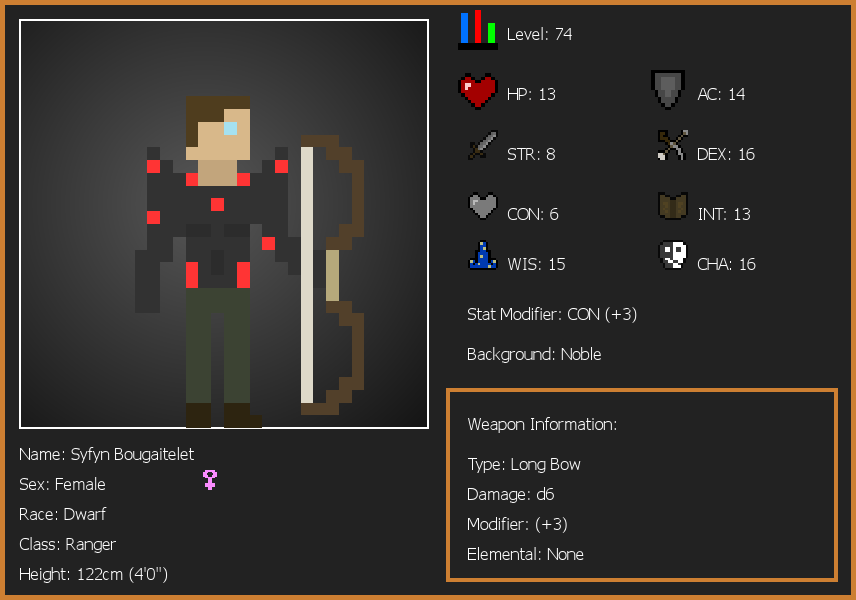 Level: 74
HP: 13
AC: 14
STR: 8
DEX: 16
CON: 6
INT: 13
WIS: 15
CHA: 16
Stat Modifier: CON (+3)
Background: Noble
Weapon Information:
Type: Long Bow
Damage: d6
Modifier: (+3)
Elemental: None
Name: Syfyn Bougaitelet
Sex: Female
Race: Dwarf
Class: Ranger
Height: 122cm (4'0")